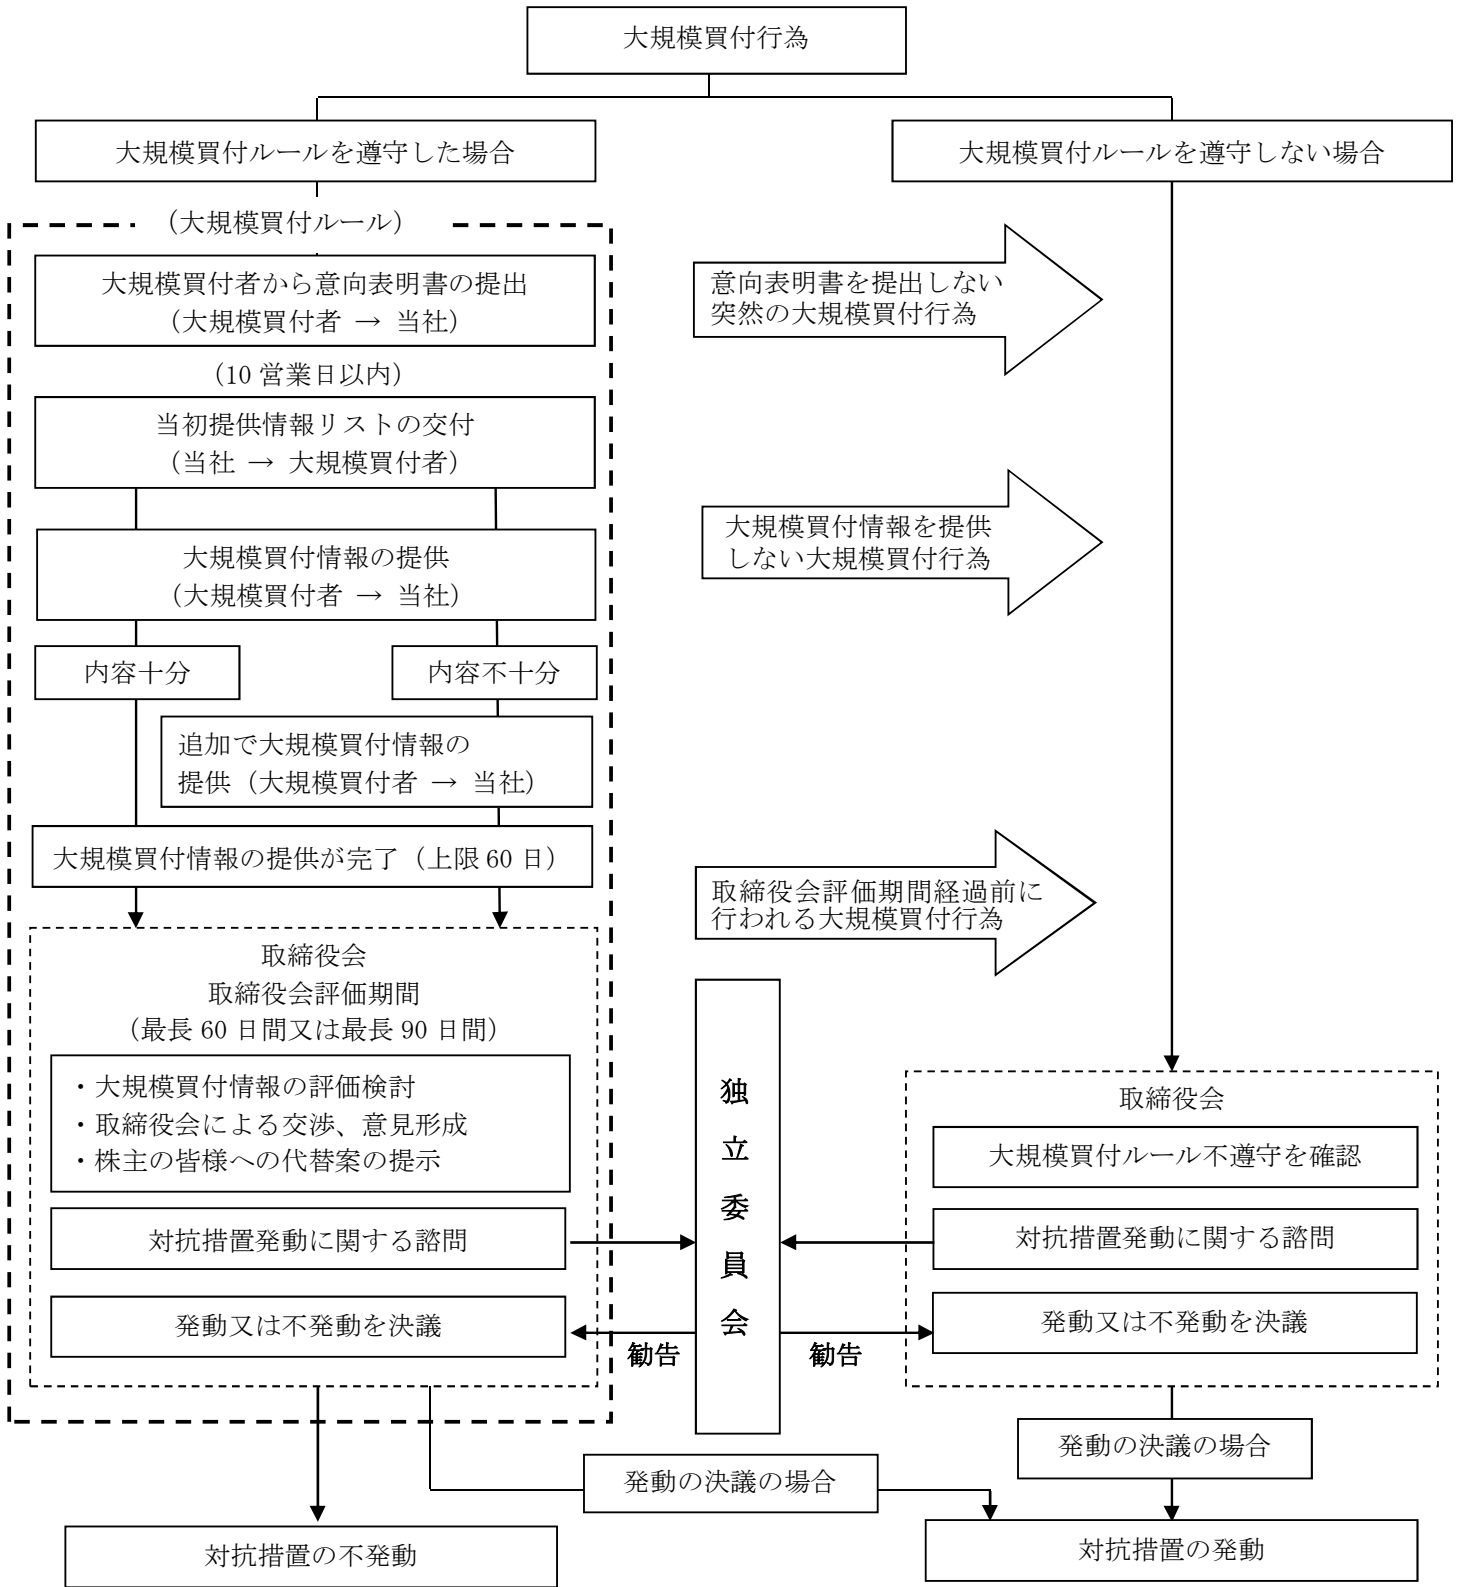 大規模買付行為
大規模買付ルールを遵守した場合
大規模買付ルールを遵守しない場合
（大規模買付ルール）
大規模買付者から意向表明書の提出
（大規模買付者 → 当社）
（10 営業日以内）
当初提供情報リストの交付
（当社 → 大規模買付者）
大規模買付情報の提供
（大規模買付者 → 当社）
内容十分
内容不十分
追加で大規模買付情報の
提供（大規模買付者 → 当社）
大規模買付情報の提供が完了（上限 60 日）
取締役会
取締役会評価期間
（最長 60 日間又は最長 90 日間）
・大規模買付情報の評価検討
・取締役会による交渉、意見形成
・株主の皆様への代替案の提示
対抗措置発動に関する諮問
発動又は不発動を決議
意向表明書を提出しない
突然の大規模買付行為
大規模買付情報を提供
しない大規模買付行為
取締役会評価期間経過前に
行われる大規模買付行為
独立委員会
勧告
勧告
取締役会
大規模買付ルール不遵守を確認
対抗措置発動に関する諮問
発動又は不発動を決議
発動の決議の場合
発動の決議の場合
対抗措置の不発動
対抗措置の発動